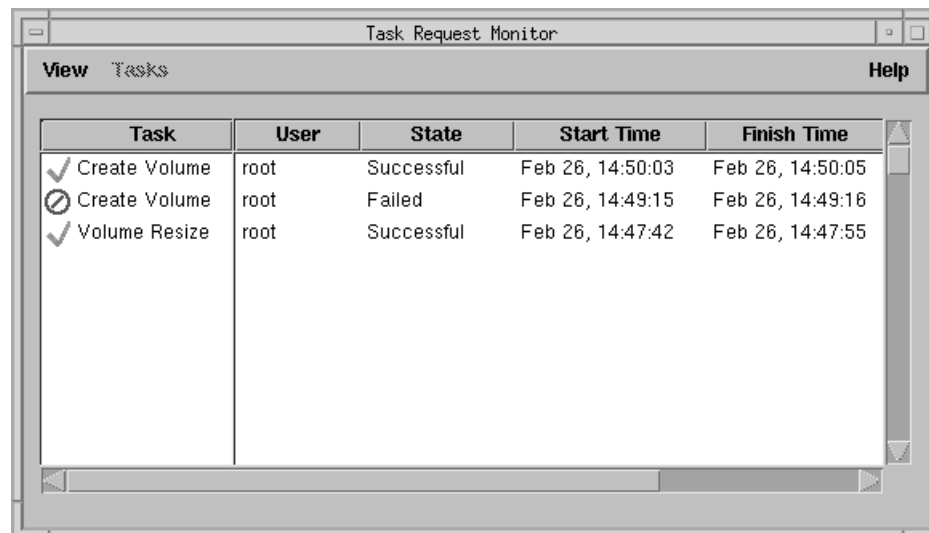 Task Request Monitor
View Tasks Help
Task User State Start Time Finish Time
Create Volume root Successful Feb 26, 14:50:03 Feb 26, 14:50:05
Create Volume root Failed Feb 26, 14:49:15 Feb 26, 14:49:16
Volume Resize root Successful Feb 26, 14:47:42 Feb 26, 14:47:55